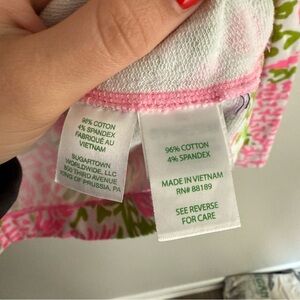 96% COTTON
4% SPANDEX
FABRIQUE AU
VIETNAM
SUGARTOWN
WORLDWIDE, LLC
800 THIRD AVENUE
KING OF PRUSSIA, PA
96% COTTON
4% SPANDEX
MADE IN VIETNAM
RN# 88189
SEE REVERSE
FOR CARE